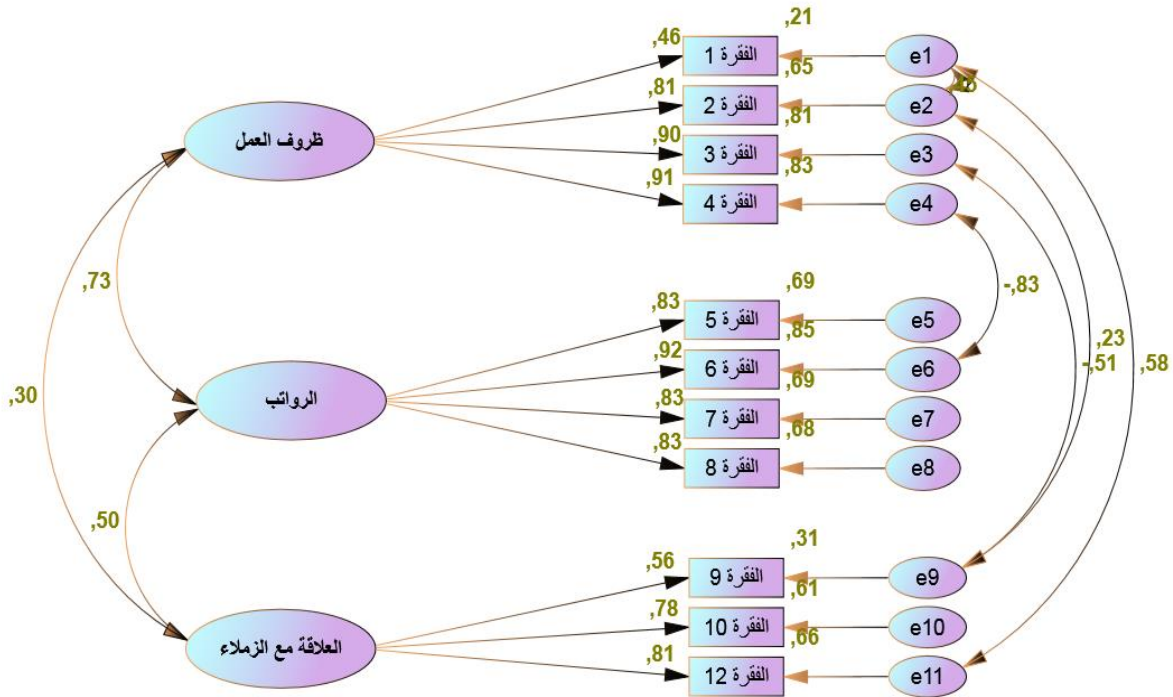 ,21
,46
الفقرة 1
e1
,65
,81
الفقرة 2
e2
,81
,90
الفقرة 3
e3
,83
,91
الفقرة 4
e4
ظروف العمل
,73
-,83
,69
,83
الفقرة 5
e5
,85
,92
الفقرة 6
e6
,69
,83
الفقرة 7
e7
,68
,83
الفقرة 8
e8
الرواتب
,30
,23
-,51
,58
,50
,31
,56
الفقرة 9
e9
,61
,78
الفقرة 10
e10
,66
,81
الفقرة 12
e11
العلاقة مع الزملاء